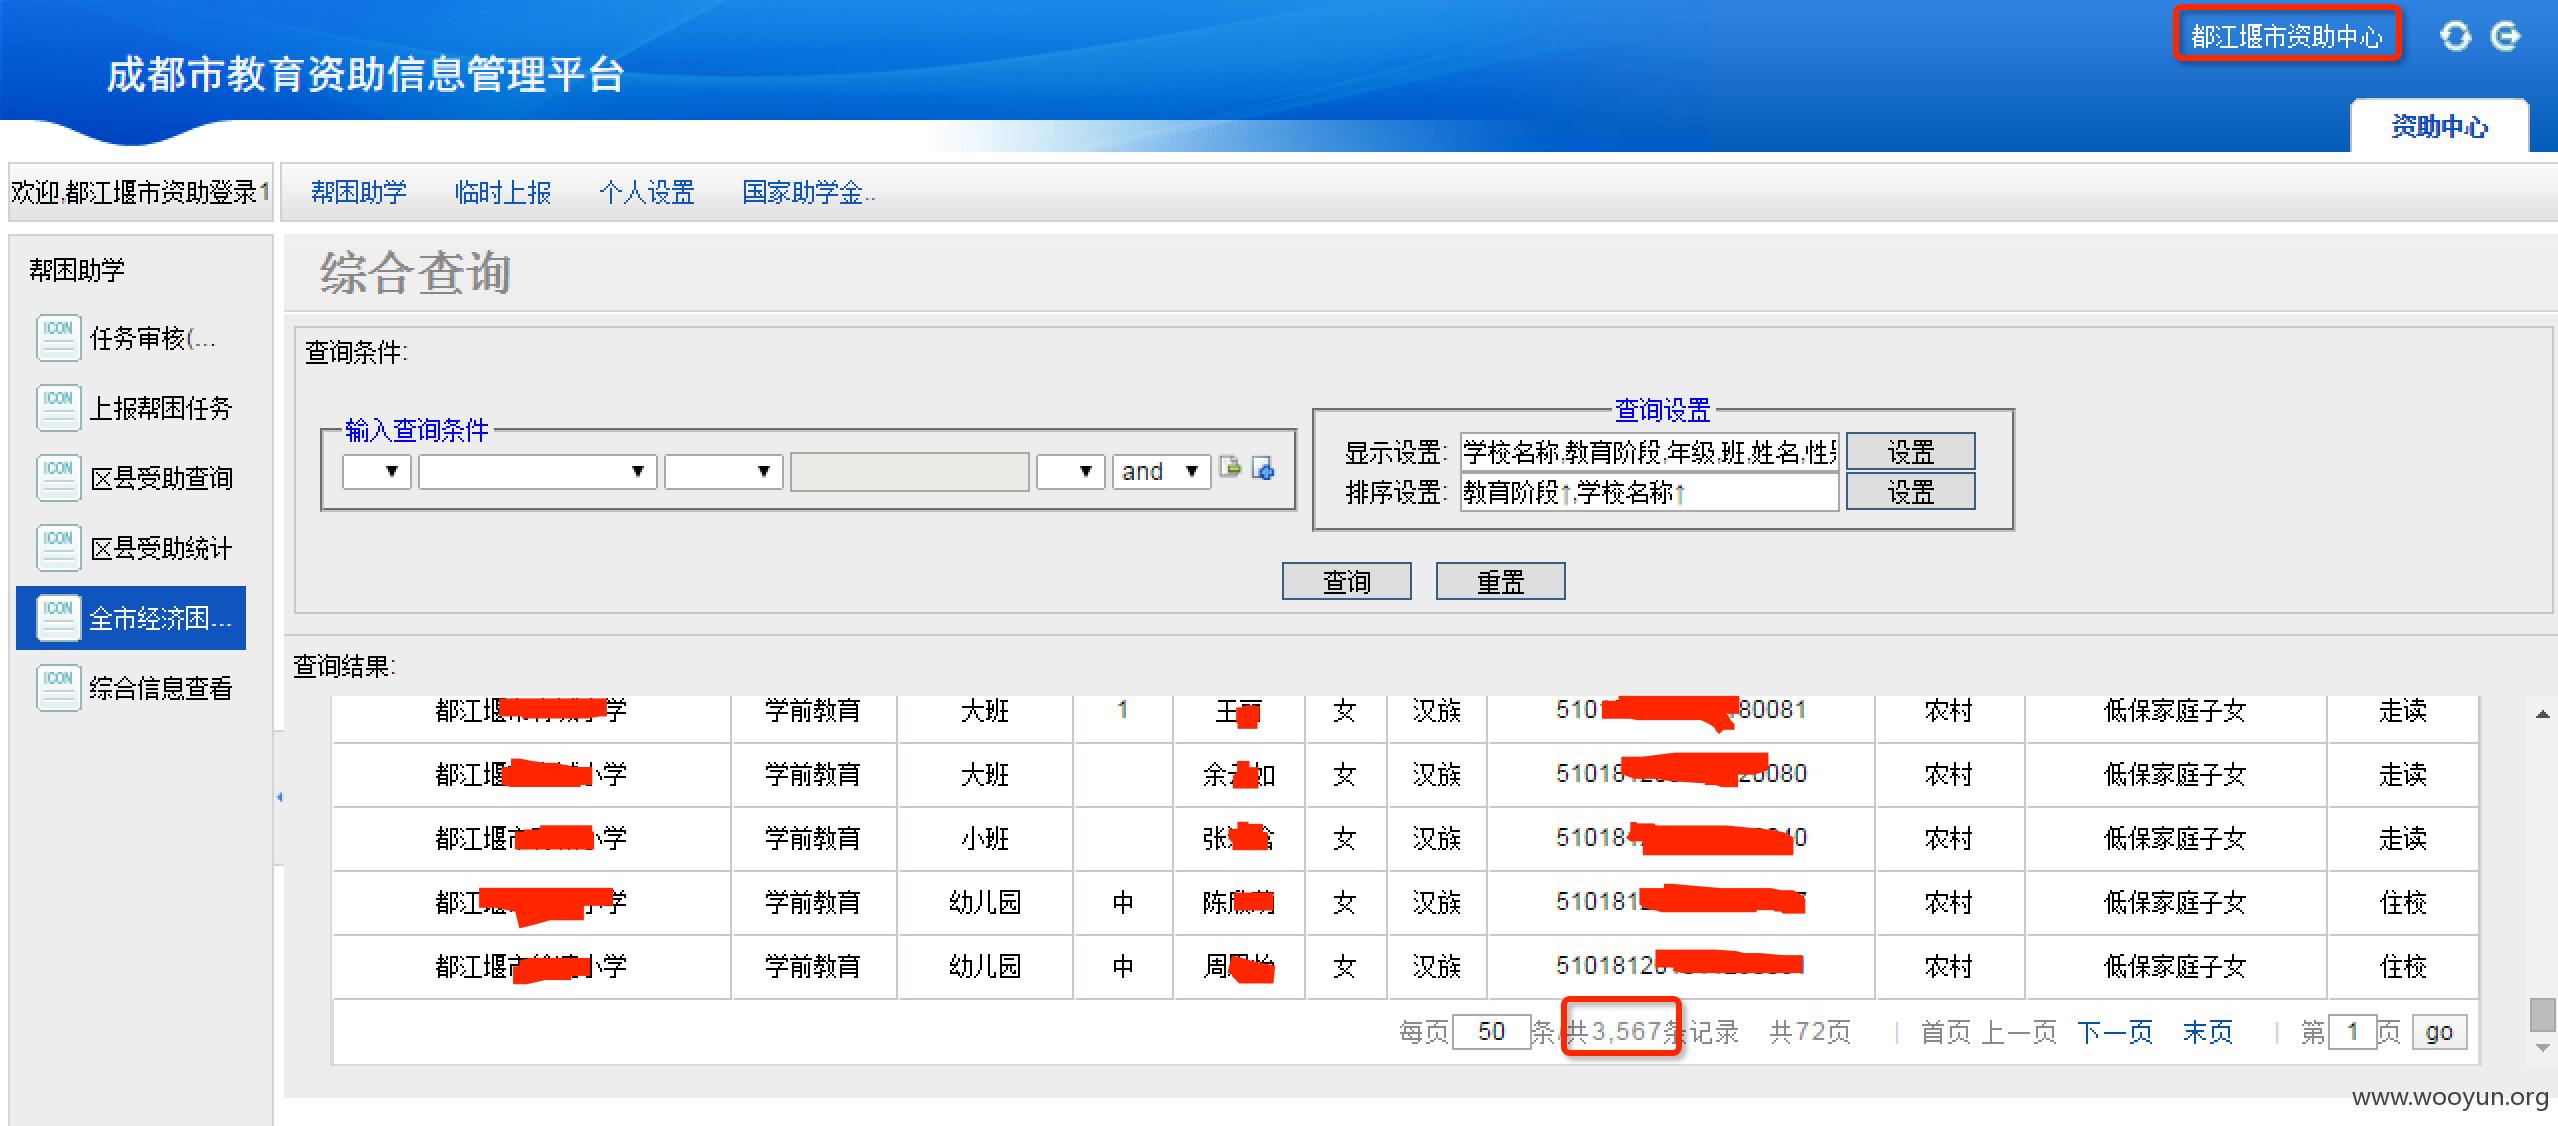 都江堰市资助中心
成都市教育资助信息管理平台
资助中心
欢迎,都江堰市资助登录1
帮困助学 临时上报 个人设置 国家助学金..
帮困助学
综合查询
ICON 任务审核(...
ICON 上报帮困任务
ICON 区县受助查询
ICON 区县受助统计
ICON 全市经济困...
ICON 综合信息查看
查询条件:
输入查询条件
and
查询设置
显示设置: 学校名称,教育阶段,年级,班,姓名,性 设置
排序设置: 教育阶段↑,学校名称↑ 设置
查询 重置
查询结果:
都江堰 学 学前教育 大班 1 王 女 汉族 510 80081 农村 低保家庭子女 走读
都江堰 小学 学前教育 大班 余 如 女 汉族 51018 20080 农村 低保家庭子女 走读
都江堰市 小学 学前教育 小班 张 女 汉族 51018 0 农村 低保家庭子女 走读
都江 学 学前教育 幼儿园 中 陈 女 汉族 510181 农村 低保家庭子女 住校
都江堰市 小学 学前教育 幼儿园 中 周 女 汉族 5101812 农村 低保家庭子女 住校
每页 50 条/共3,567条记录 共72页 | 首页 上一页 下一页 末页 | 第 1 页 go
www.wooyun.org